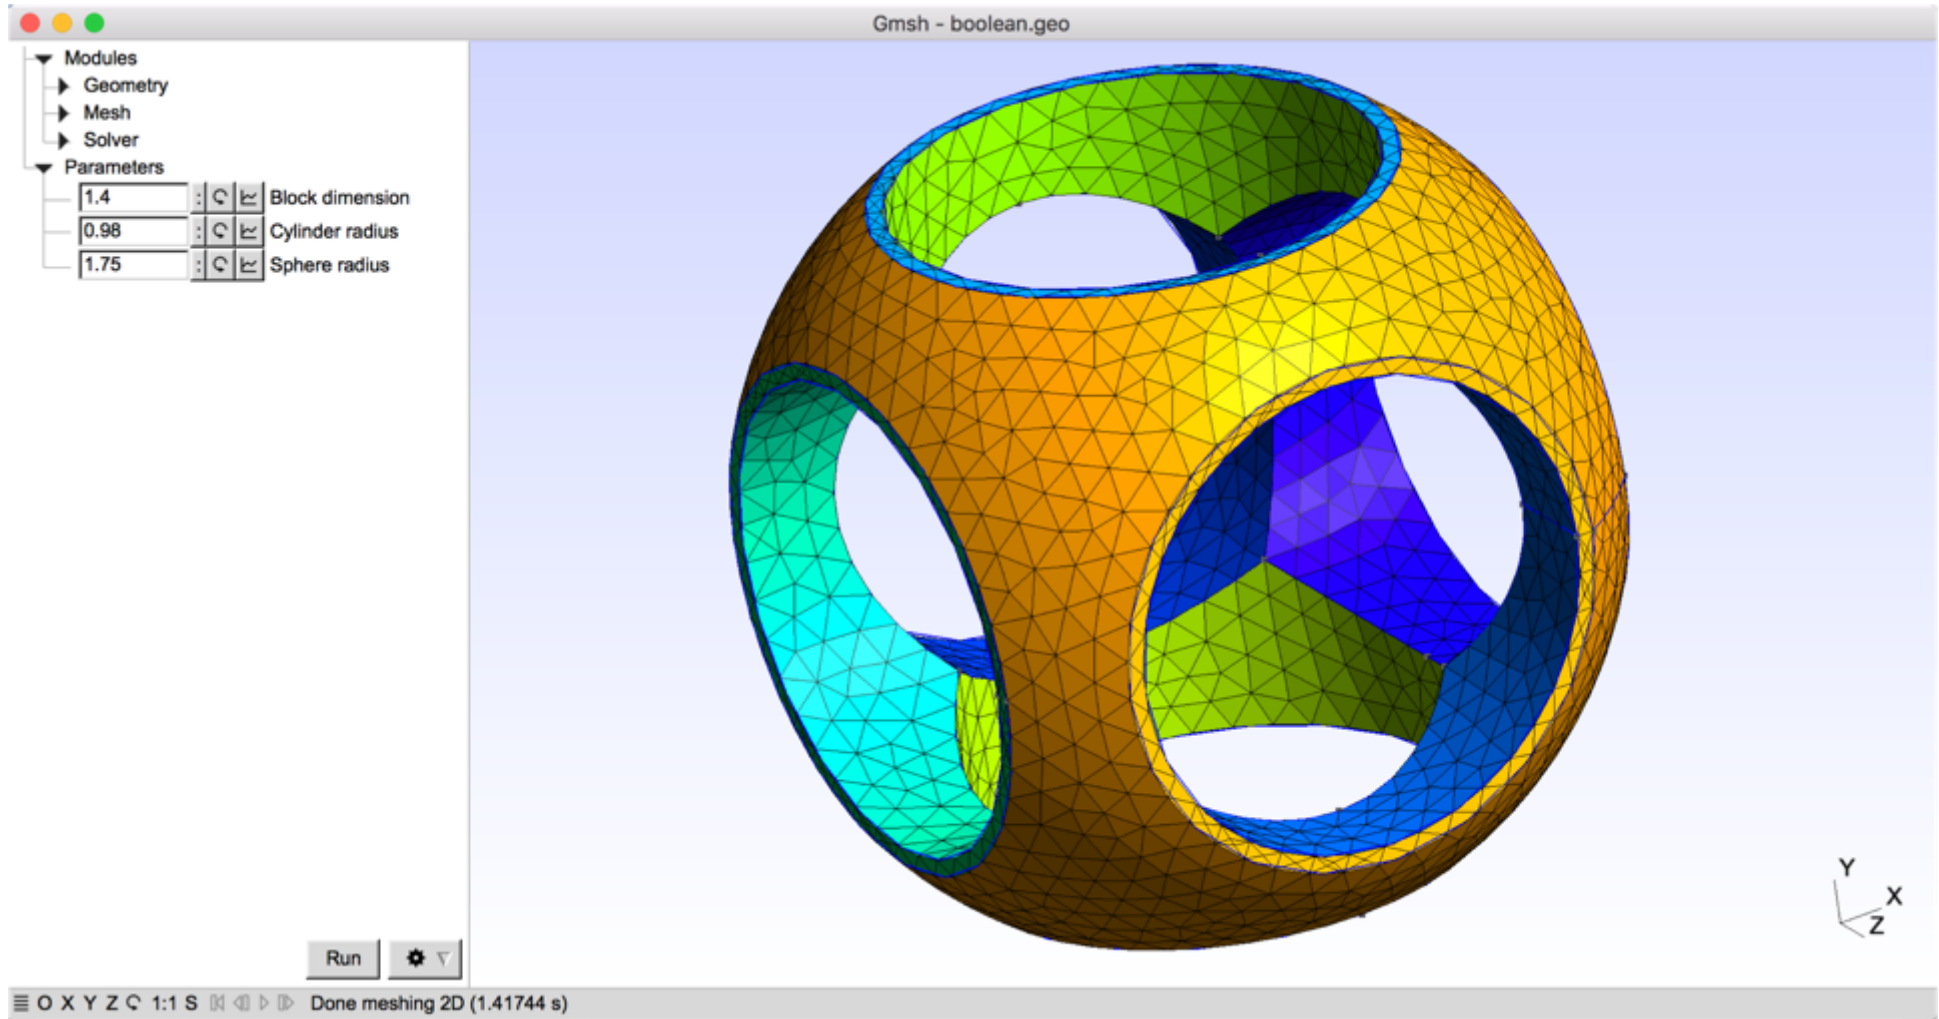 Gmsh - boolean.geo
Modules
Geometry
Mesh
Solver
Parameters
1.4 : Block dimension
0.98 : Cylinder radius
1.75 : Sphere radius
Y
X
Z
Run
O X Y Z 1:1 S Done meshing 2D (1.41744 s)